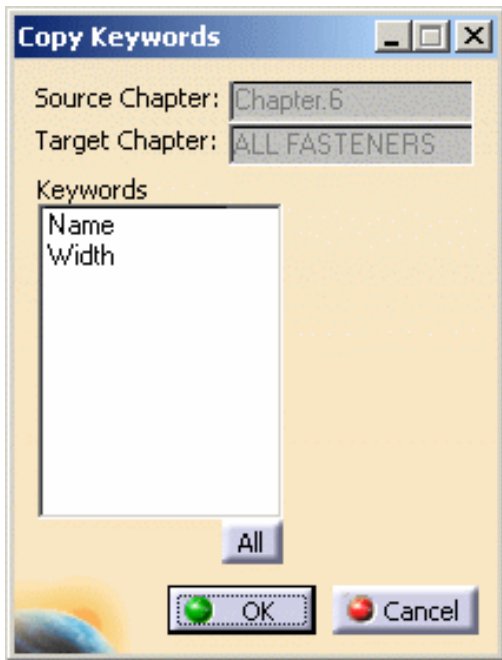 Copy Keywords
Source Chapter: Chapter.6
Target Chapter: ALL FASTENERS
Keywords
Name
Width
All
OK Cancel